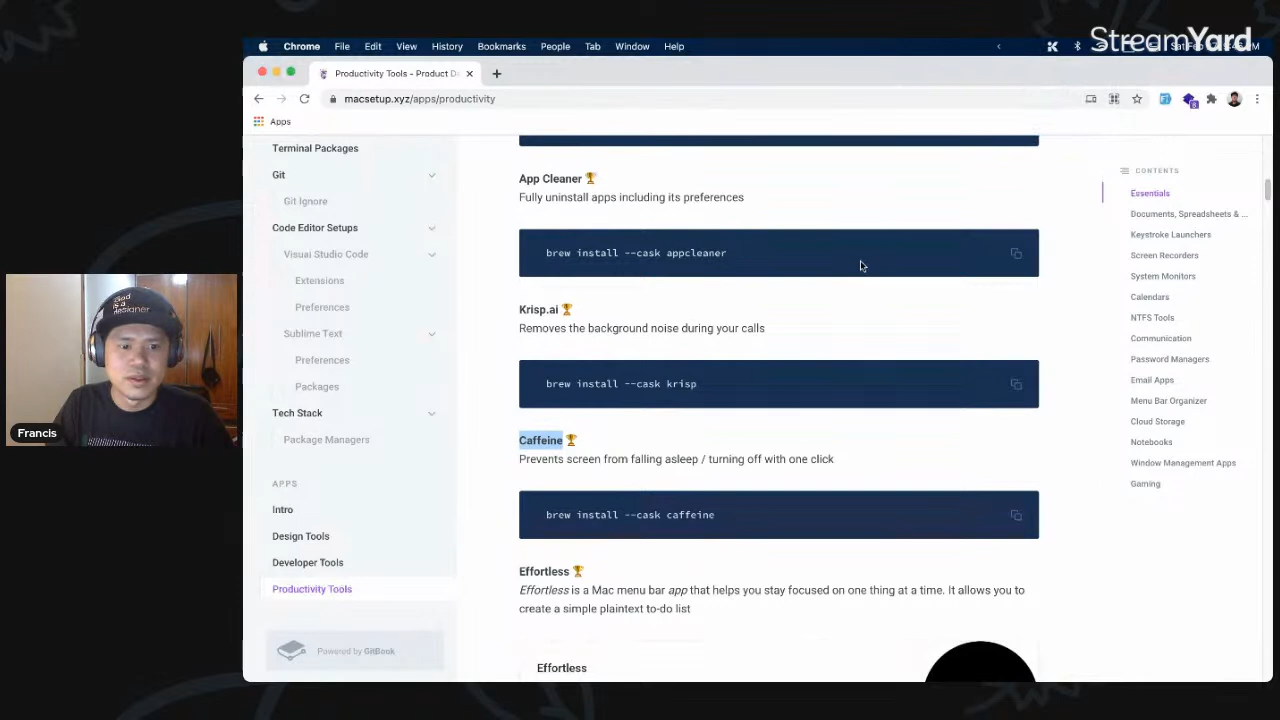 StreamYard
Chrome File Edit View History Bookmarks People Tab Window Help
Productivity Tools - Product D
macsetup.xyz/apps/productivity
Apps
Terminal Packages
Git
Git Ignore
Code Editor Setups
Visual Studio Code
Extensions
Preferences
Sublime Text
Preferences
Packages
Tech Stack
Package Managers
APPS
Intro
Design Tools
Developer Tools
Productivity Tools
Powered by GitBook
App Cleaner 🏆
Fully uninstall apps including its preferences
brew install --cask appcleaner
Krisp.ai 🏆
Removes the background noise during your calls
brew install --cask krisp
Caffeine 🏆
Prevents screen from falling asleep / turning off with one click
brew install --cask caffeine
Effortless 🏆
Effortless is a Mac menu bar app that helps you stay focused on one thing at a time. It allows you to
create a simple plaintext to-do list
Effortless
CONTENTS
Essentials
Documents, Spreadsheets & ...
Keystroke Launchers
Screen Recorders
System Monitors
Calendars
NTFS Tools
Communication
Password Managers
Email Apps
Menu Bar Organizer
Cloud Storage
Notebooks
Window Management Apps
Gaming
God
is a
designer
Francis